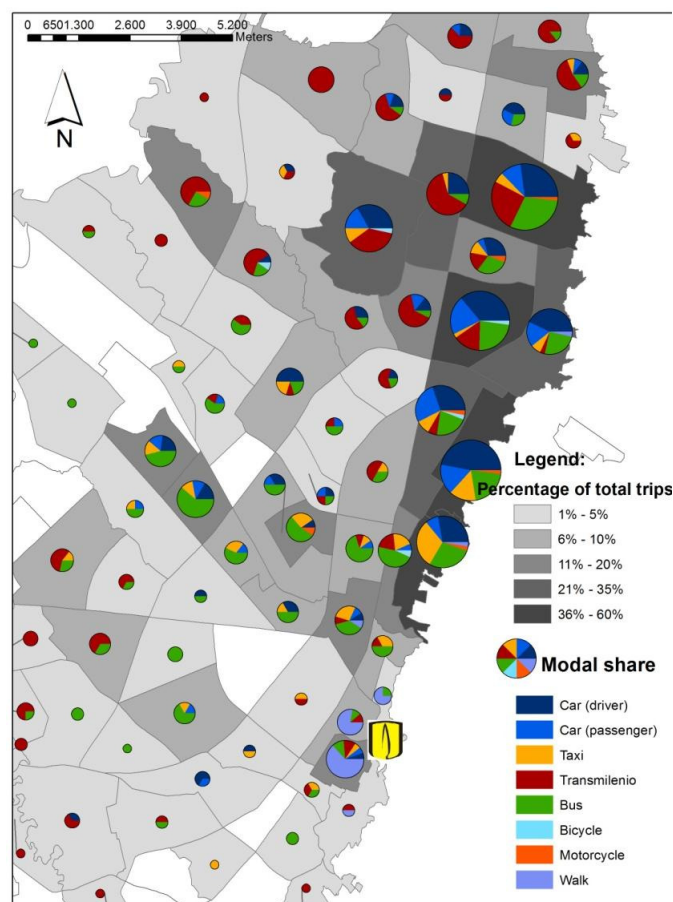 0 6501.300 2.600 3.900 5.200
Meters
N
Legend:
Percentage of total trips
1% - 5%
6% - 10%
11% - 20%
21% - 35%
36% - 60%
Modal share
Car (driver)
Car (passenger)
Taxi
Transmilenio
Bus
Bicycle
Motorcycle
Walk